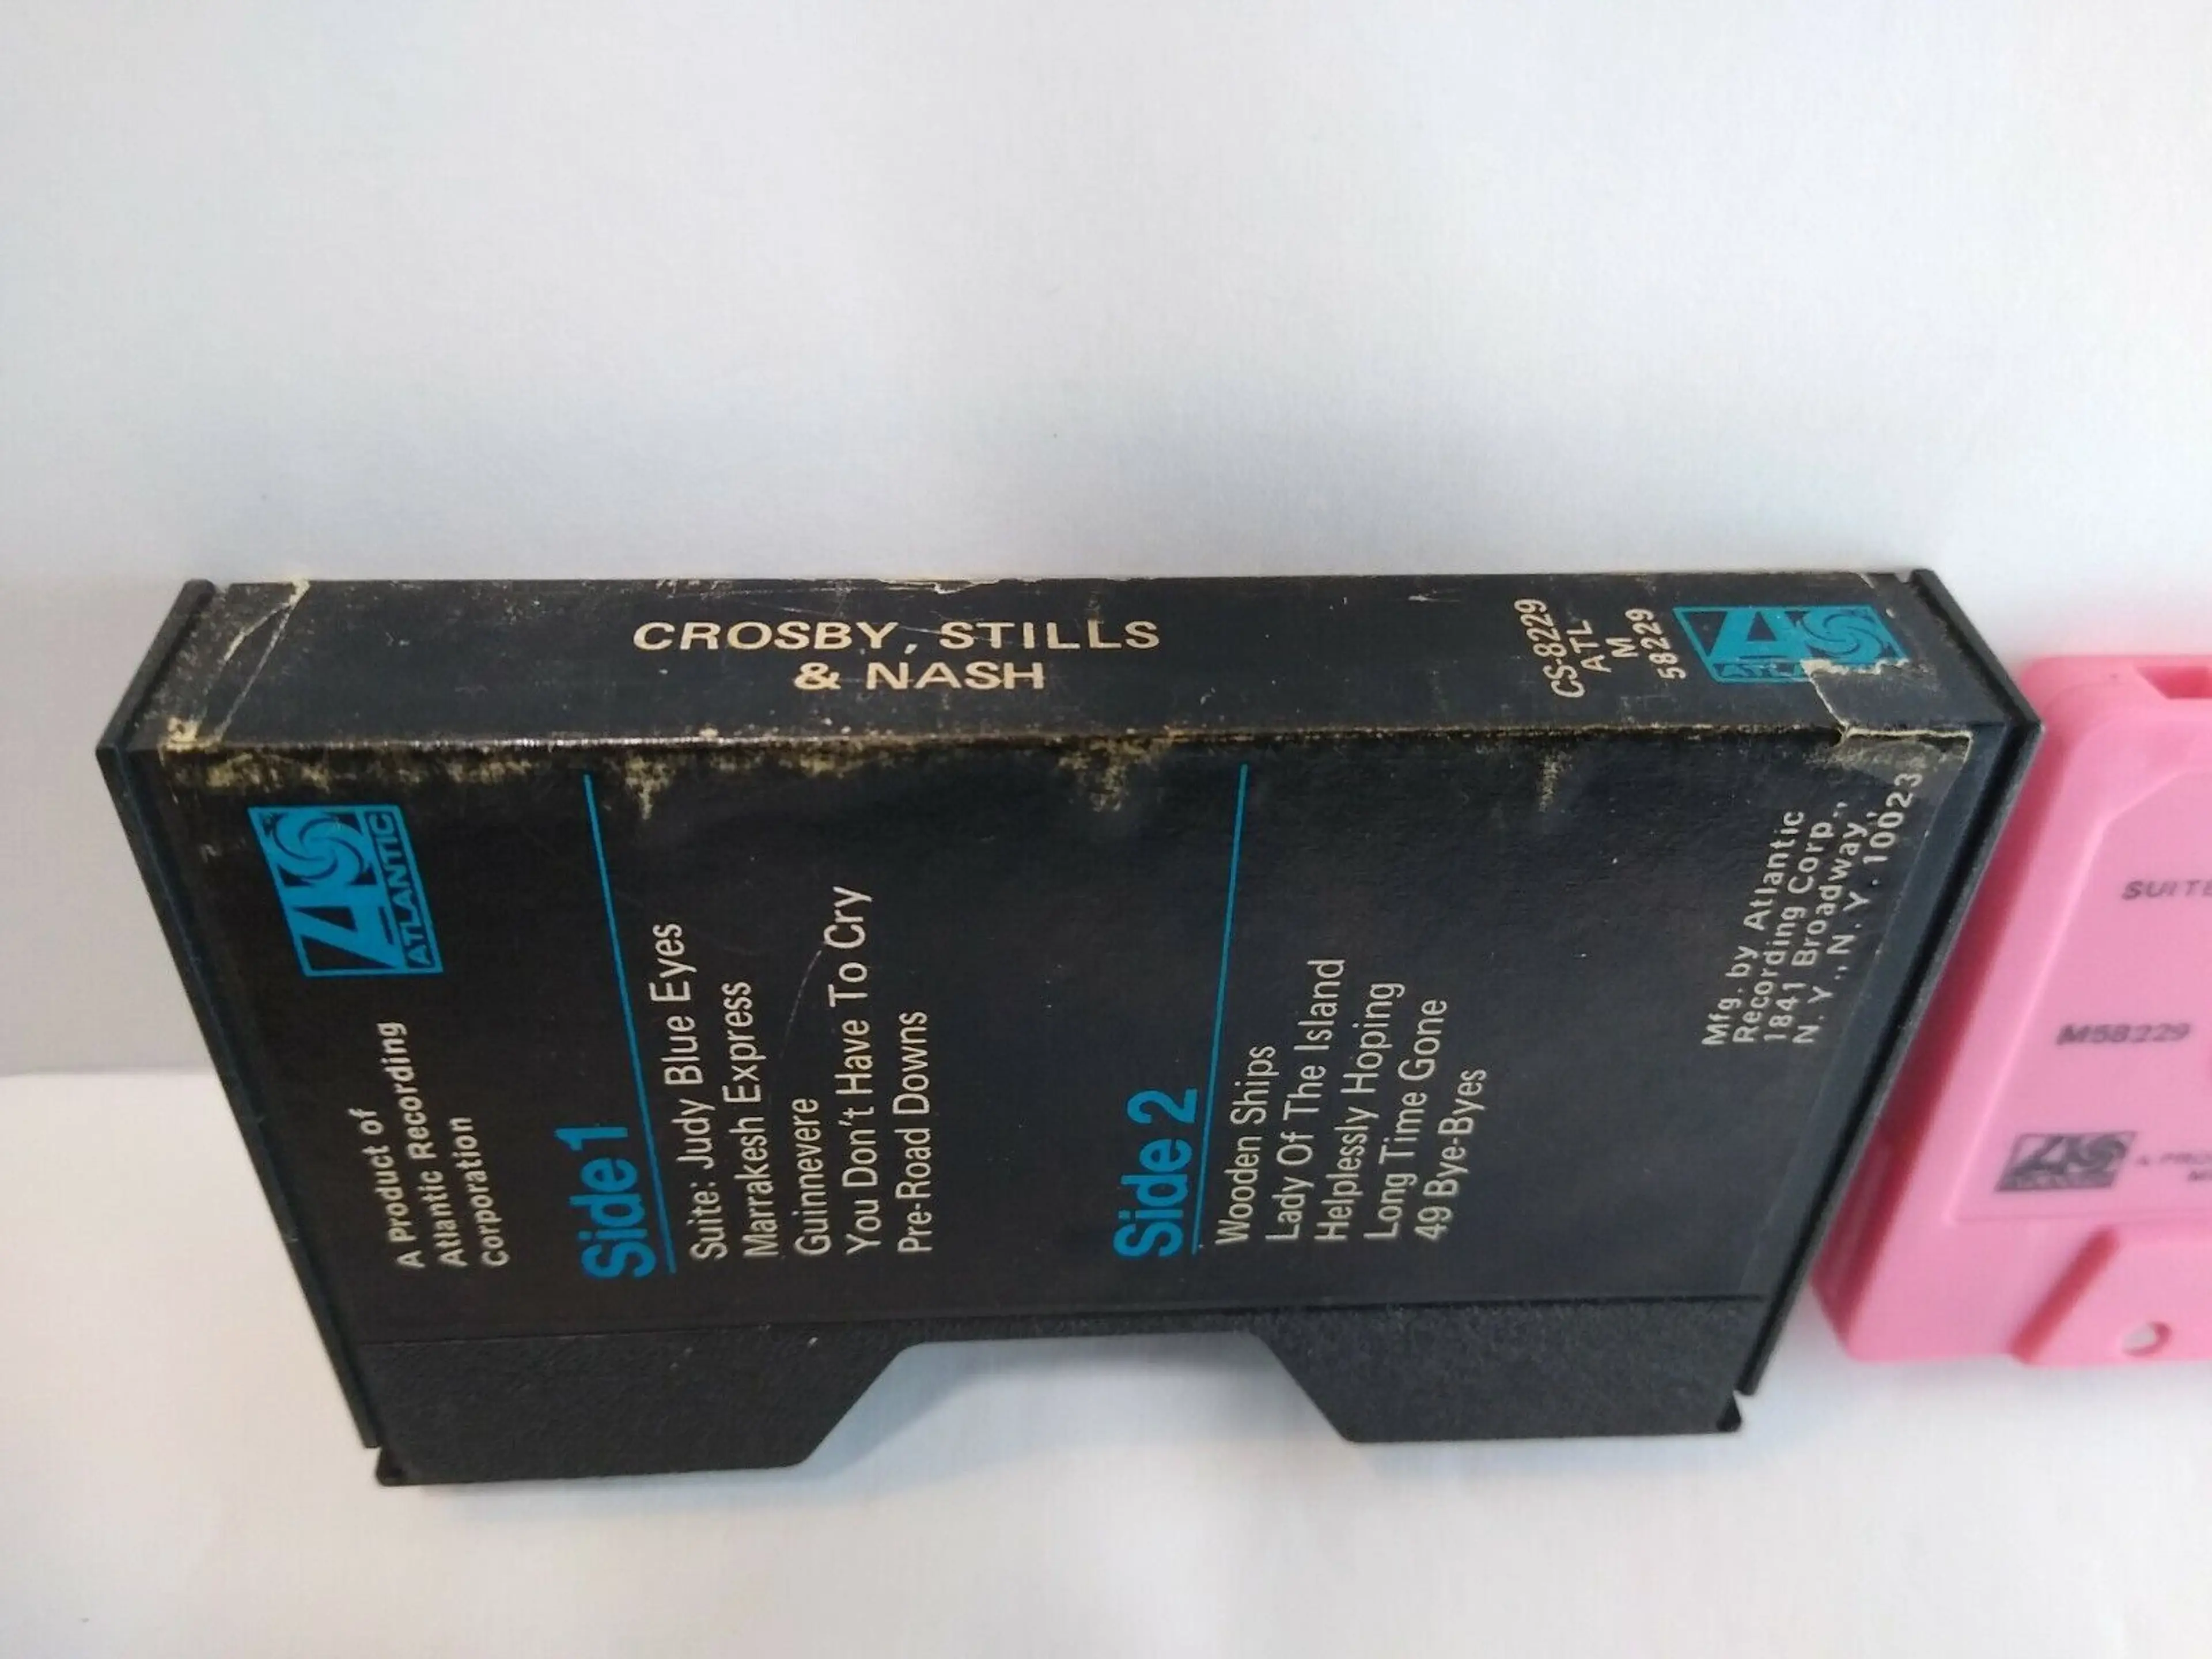 CROSBY, STILLS
& NASH
CS-8229
ATL
M
58229
ATLANTIC
A Product of
Atlantic Recording
Corporation
Side 1
Suite: Judy Blue Eyes
Marrakesh Express
Guinnevere
You Don't Have To Cry
Pre-Road Downs
Side 2
Wooden Ships
Lady Of The Island
Helplessly Hoping
Long Time Gone
49 Bye-Byes
Mfg. by Atlantic
Recording Corp.,
1841 Broadway,
N.Y., N.Y. 10023
SUITE
M58229